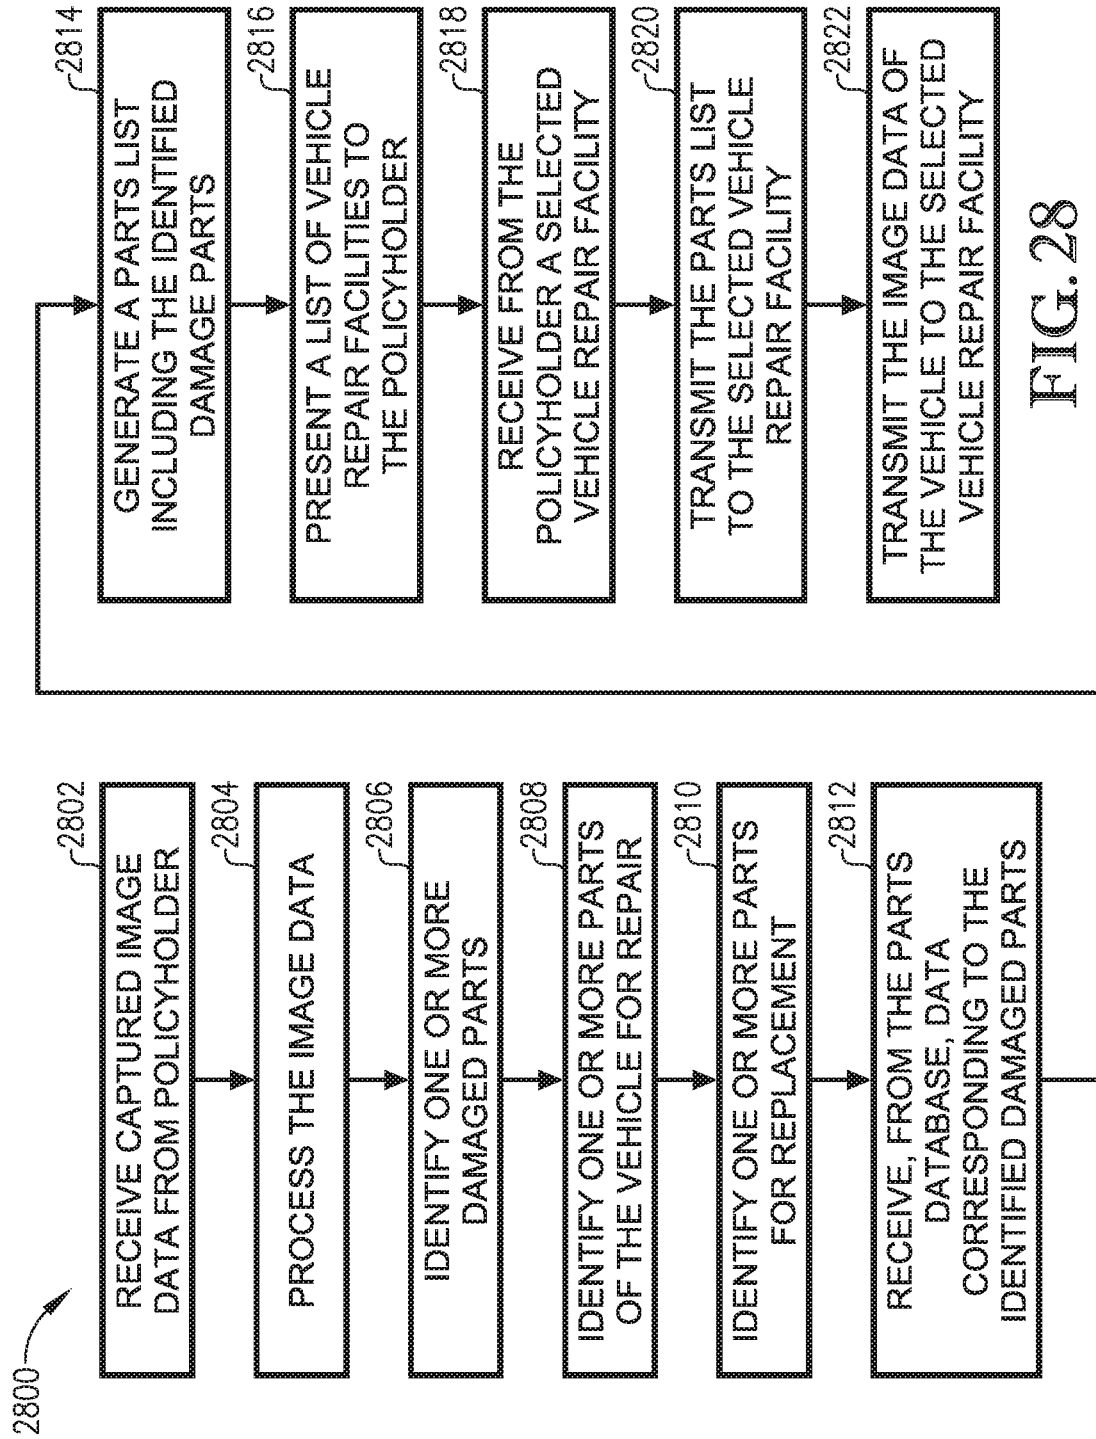 2800
2802
RECEIVE CAPTURED IMAGE
DATA FROM POLICYHOLDER
2804
PROCESS THE IMAGE DATA
2806
IDENTIFY ONE OR MORE
DAMAGED PARTS
2808
IDENTIFY ONE OR MORE PARTS
OF THE VEHICLE FOR REPAIR
2810
IDENTIFY ONE OR MORE PARTS
FOR REPLACEMENT
2812
RECEIVE, FROM THE PARTS
DATABASE, DATA
CORRESPONDING TO THE
IDENTIFIED DAMAGED PARTS
2814
GENERATE A PARTS LIST
INCLUDING THE IDENTIFIED
DAMAGE PARTS
2816
PRESENT A LIST OF VEHICLE
REPAIR FACILITIES TO
THE POLICYHOLDER
2818
RECEIVE FROM THE
POLICYHOLDER A SELECTED
VEHICLE REPAIR FACILITY
2820
TRANSMIT THE PARTS LIST
TO THE SELECTED VEHICLE
REPAIR FACILITY
2822
TRANSMIT THE IMAGE DATA OF
THE VEHICLE TO THE SELECTED
VEHICLE REPAIR FACILITY
FIG. 28